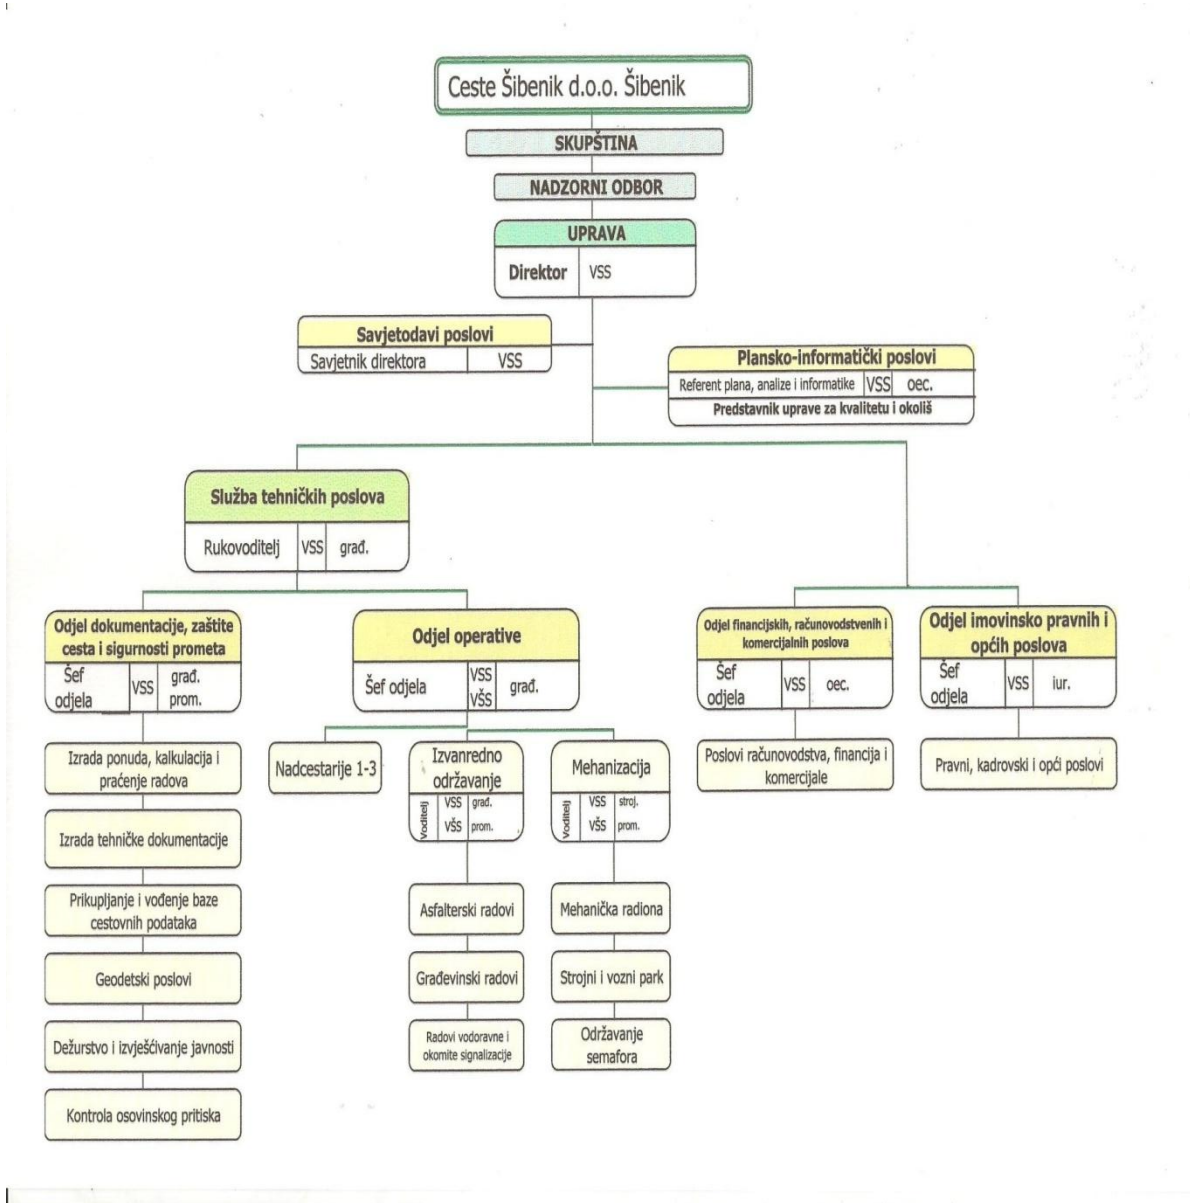 Ceste Šibenik d.o.o. Šibenik
SKUPŠTINA
NADZORNI ODBOR
UPRAVA
Direktor VSS
Savjetodavi poslovi
Savjetnik direktora VSS
Plansko-informatički poslovi
Referent plana, analize i informatike VSS oec.
Predstavnik uprave za kvalitetu i okoliš
Služba tehničkih poslova
Rukovoditelj VSS građ.
Odjel dokumentacije, zaštite
cesta i sigurnosti prometa
Šef
odjela
VSS
građ.
prom.
Odjel operative
Šef odjela
VSS
VŠS
građ.
Odjel financijskih, računovodstvenih i
komercijalnih poslova
Šef
odjela
VSS
oec.
Odjel imovinsko pravnih i
općih poslova
Šef
odjela
VSS
iur.
Izrada ponuda, kalkulacija i
praćenje radova
Izrada tehničke dokumentacije
Prikupljanje i vođenje baze
cestovnih podataka
Geodetski poslovi
Dežurstvo i izvješćivanje javnosti
Kontrola osovinskog pritiska
Nadcestarije 1-3
Izvanredno
održavanje
Voditelj
VSS građ.
VŠS prom.
Asfalterski radovi
Građevinski radovi
Radovi vodoravne i
okomite signalizacije
Mehanizacija
Voditelj
VSS stroj.
VŠS prom.
Mehanička radiona
Strojni i vozni park
Održavanje
semafora
Poslovi računovodstva, financija i
komercijale
Pravni, kadrovski i opći poslovi